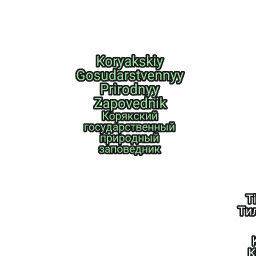 Koryakskiy
Gosudarstvennyy
Prirodnyy
Zapovednik
Корякский
государственный
природный
заповедник